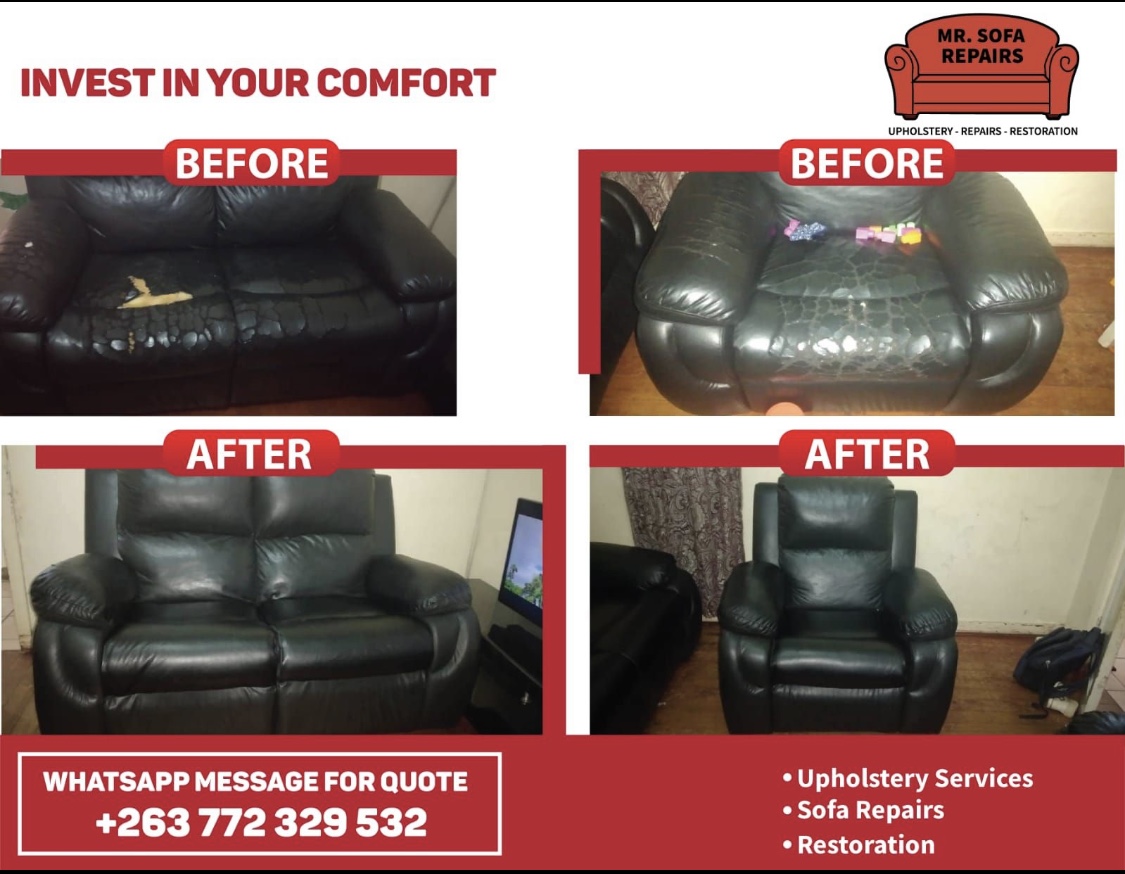 INVEST IN YOUR COMFORT
MR. SOFA
REPAIRS
UPHOLSTERY - REPAIRS - RESTORATION
BEFORE
BEFORE
AFTER
AFTER
WHATSAPP MESSAGE FOR QUOTE
+263 772 329 532
• Upholstery Services
• Sofa Repairs
• Restoration